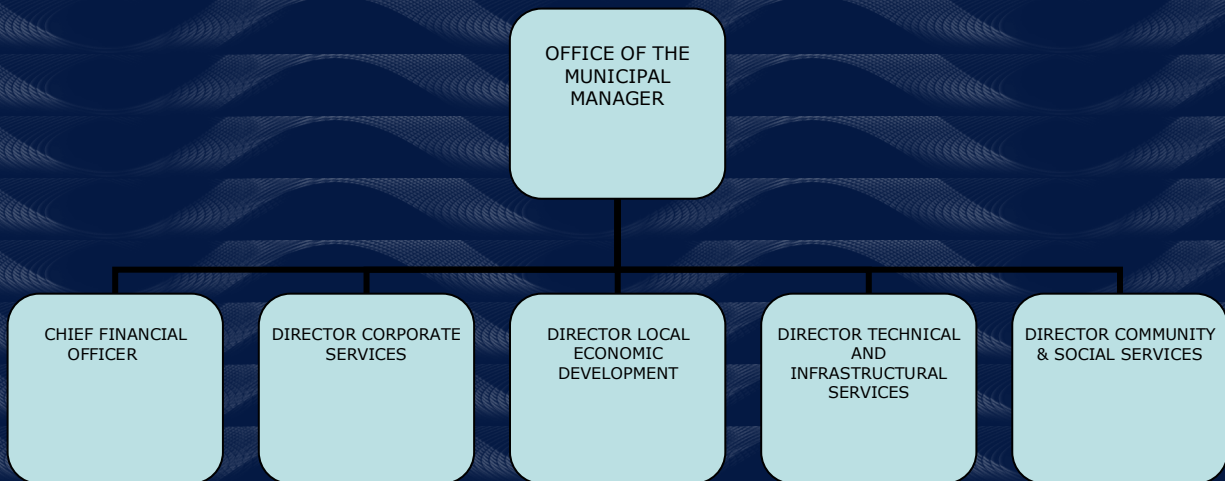 OFFICE OF THE
MUNICIPAL
MANAGER
CHIEF FINANCIAL
OFFICER
DIRECTOR CORPORATE
SERVICES
DIRECTOR LOCAL
ECONOMIC
DEVELOPMENT
DIRECTOR TECHNICAL
AND
INFRASTRUCTURAL
SERVICES
DIRECTOR COMMUNITY
& SOCIAL SERVICES